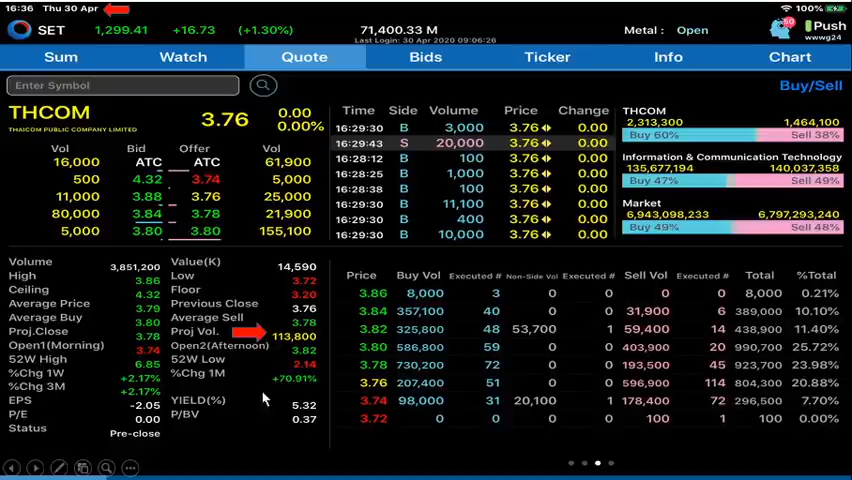 16:36 Thu 30 Apr 100%
SET 1,299.41 +16.73 (+1.30%) 71,400.33 M Metal : Open 50 Push
Last Login: 30 Apr 2020 09:06:26 wwwg24
Sum Watch Quote Bids Ticker Info Chart
Enter Symbol Buy/Sell
THCOM 3.76 0.00
THAICOM PUBLIC COMPANY LIMITED 0.00%
Vol Bid Offer Vol
16,000 ATC ATC 61,900
500 4.32 3.74 5,000
11,000 3.88 3.76 25,000
80,000 3.84 3.78 21,900
5,000 3.80 3.80 155,100
Time Side Volume Price Change
16:29:30 B 3,000 3.76 0.00
16:29:43 S 20,000 3.76 0.00
16:28:12 B 100 3.76 0.00
16:28:25 B 1,000 3.76 0.00
16:28:38 B 100 3.76 0.00
16:29:30 B 9,100 3.76 0.00
16:29:30 B 400 3.76 0.00
16:29:30 B 10,000 3.76 0.00
THCOM
2,313,300 1,464,100
Buy 60% Sell 38%
Information & Communication Technology
135,677,194 140,037,358
Buy 47% Sell 49%
Market
6,943,098,233 6,797,293,240
Buy 49% Sell 48%
Volume 3,851,200 Value(K) 14,590
High 3.86 Low 3.72
Ceiling 4.32 Floor 3.20
Average Price 3.79 Previous Close 3.76
Average Buy 3.80 Average Sell 3.78
Proj.Close 3.78 Proj Vol. 113,800
Open1(Morning) 3.74 Open2(Afternoon) 3.82
52W High 6.85 52W Low 2.14
%Chg 1W +2.17% %Chg 1M +70.91%
%Chg 3M +2.17%
EPS -2.05 YIELD(%) 5.32
P/E 0.00 P/BV 0.37
Status Pre-close
Price Buy Vol Executed # Non-Side Vol Executed # Sell Vol Executed # Total %Total
3.86 8,000 3 0 0 0 0 8,000 0.21%
3.84 357,100 40 0 0 31,900 6 389,000 10.10%
3.82 325,800 48 53,700 1 59,400 14 438,900 11.40%
3.80 586,800 59 0 0 403,900 20 990,700 25.72%
3.78 730,200 72 0 0 193,500 45 923,700 23.98%
3.76 207,400 51 0 0 596,900 114 804,300 20.88%
3.74 98,000 31 20,100 1 178,400 72 296,500 7.70%
3.72 0 0 0 0 100 1 100 0.00%